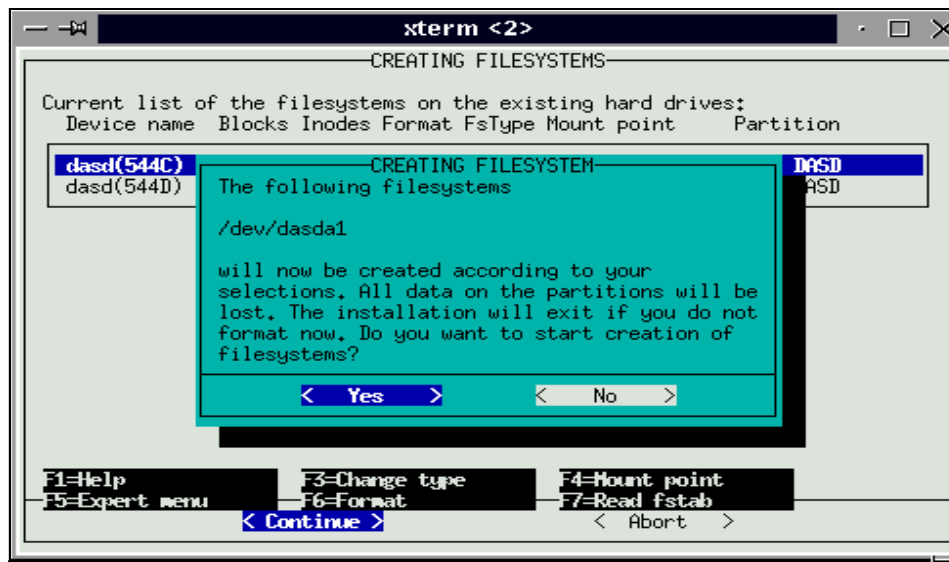 xterm <2>
CREATING FILESYSTEMS
Current list of the filesystems on the existing hard drives:
Device name Blocks Inodes Format FsType Mount point Partition
dasd(544C) DASD
dasd(544D) ASD
CREATING FILESYSTEM
The following filesystems
/dev/dasda1
will now be created according to your
selections. All data on the partitions will be
lost. The installation will exit if you do not
format now. Do you want to start creation of
filesystems?
< Yes > < No >
F1=Help F3=Change type F4=Mount point
F5=Expert menu F6=Format F7=Read fstab
< Continue > < Abort >